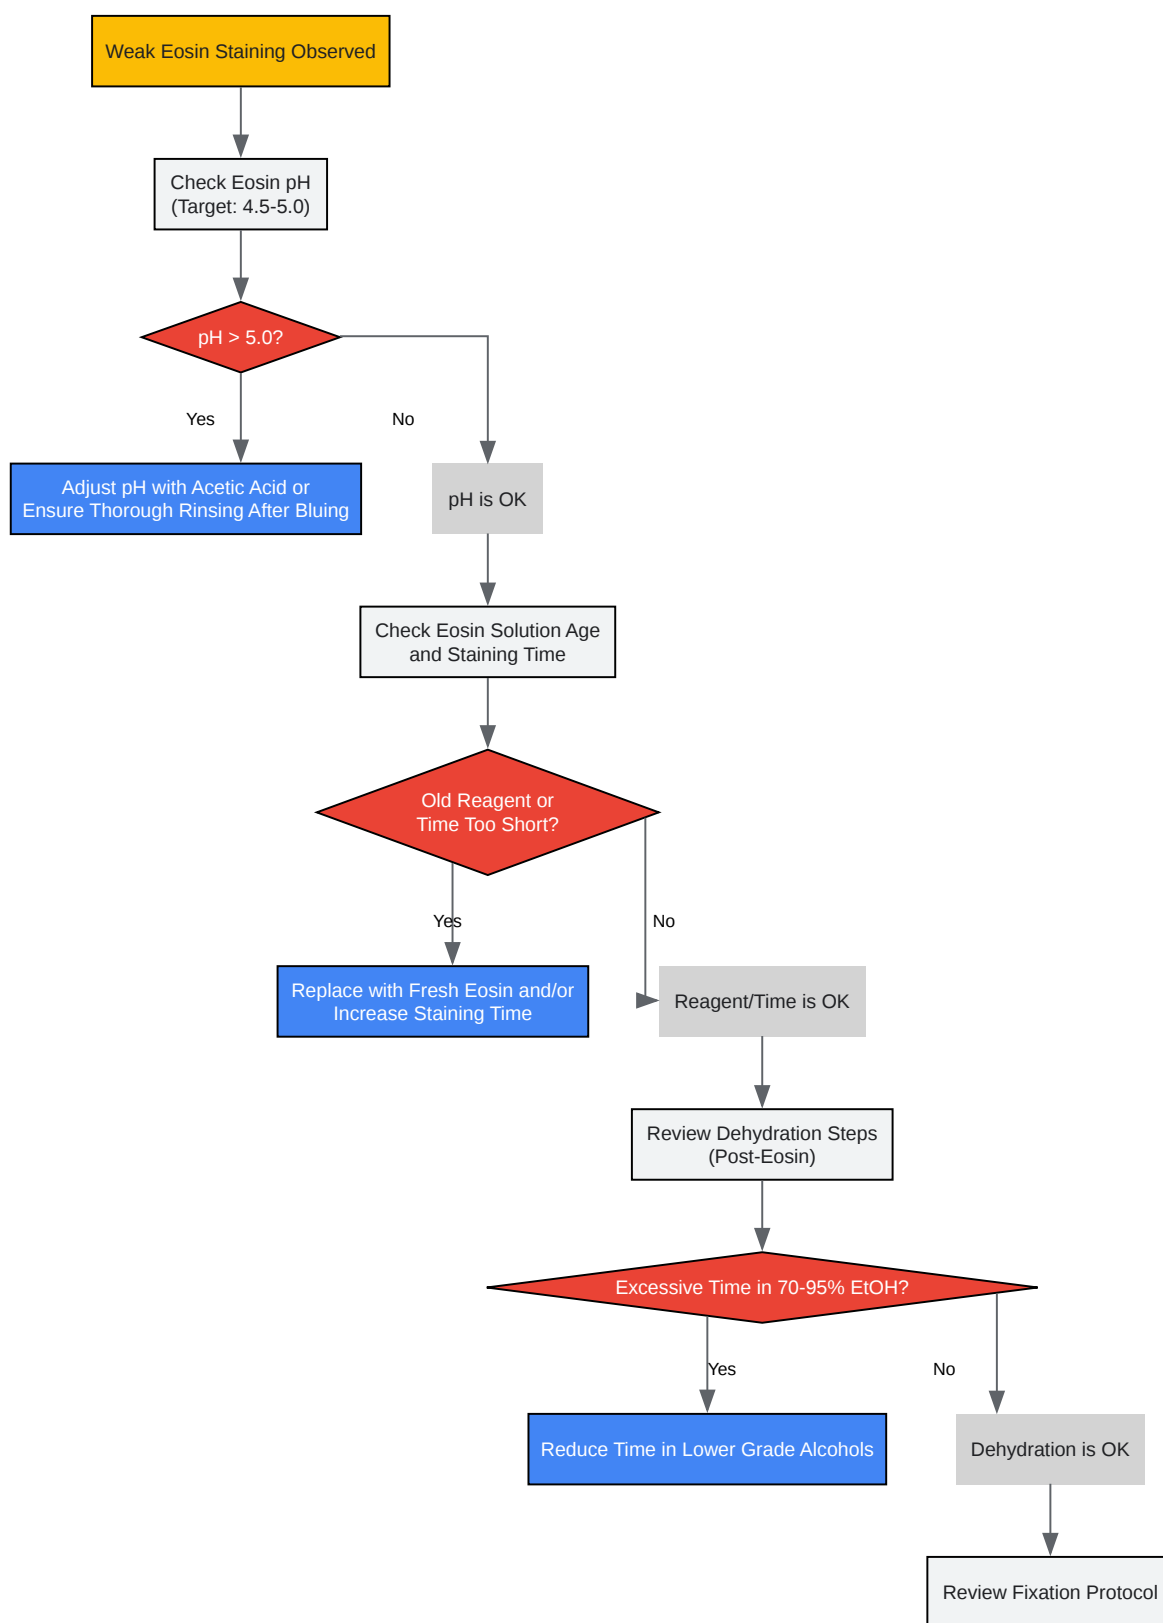 Weak Eosin Staining Observed
Check Eosin pH
(Target: 4.5-5.0)
pH > 5.0?
Yes
No
Adjust pH with Acetic Acid or
Ensure Thorough Rinsing After Bluing
pH is OK
Check Eosin Solution Age
and Staining Time
Old Reagent or
Time Too Short?
Yes
No
Replace with Fresh Eosin and/or
Increase Staining Time
Reagent/Time is OK
Review Dehydration Steps
(Post-Eosin)
Excessive Time in 70-95% EtOH?
Yes
No
Reduce Time in Lower Grade Alcohols
Dehydration is OK
Review Fixation Protocol